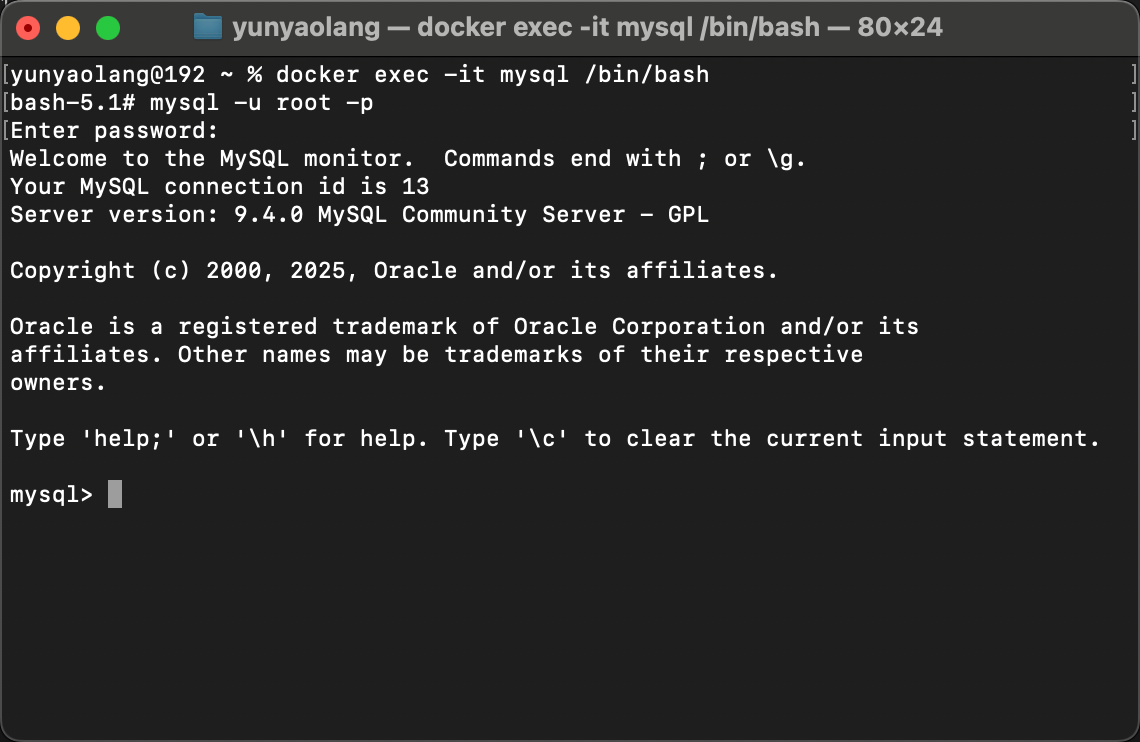 yunyaolang — docker exec -it mysql /bin/bash — 80×24
[yunyaolang@192 ~ % docker exec -it mysql /bin/bash ]
[bash-5.1# mysql -u root -p ]
[Enter password: ]
Welcome to the MySQL monitor.  Commands end with ; or \g.
Your MySQL connection id is 13
Server version: 9.4.0 MySQL Community Server - GPL
Copyright (c) 2000, 2025, Oracle and/or its affiliates.
Oracle is a registered trademark of Oracle Corporation and/or its
affiliates. Other names may be trademarks of their respective
owners.
Type 'help;' or '\h' for help. Type '\c' to clear the current input statement.
mysql>